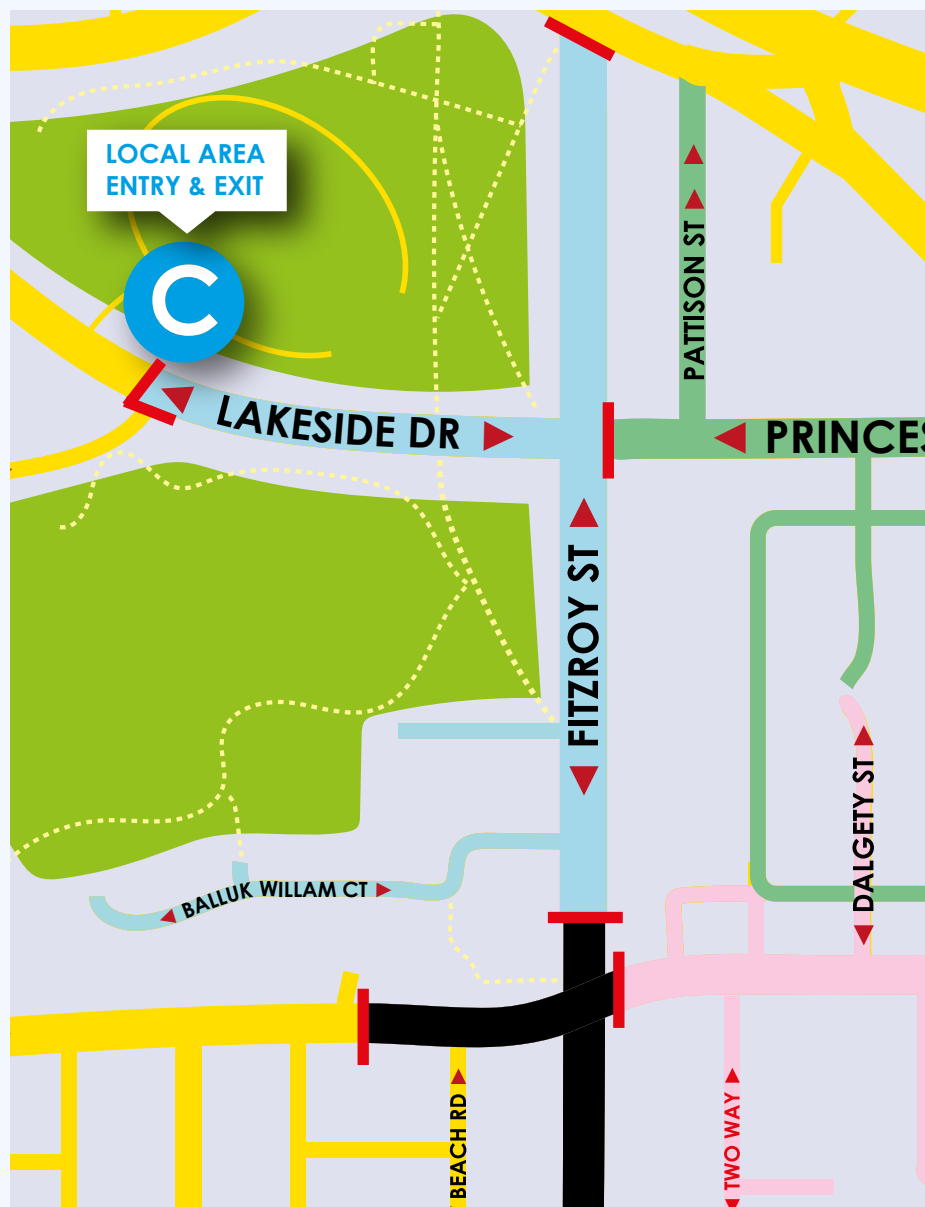 LOCAL AREA
ENTRY & EXIT
C
PATTISON ST
LAKESIDE DR
PRINCES
FITZROY ST
DALGETY ST
BALLUK WILLAM CT
BEACH RD
TWO WAY